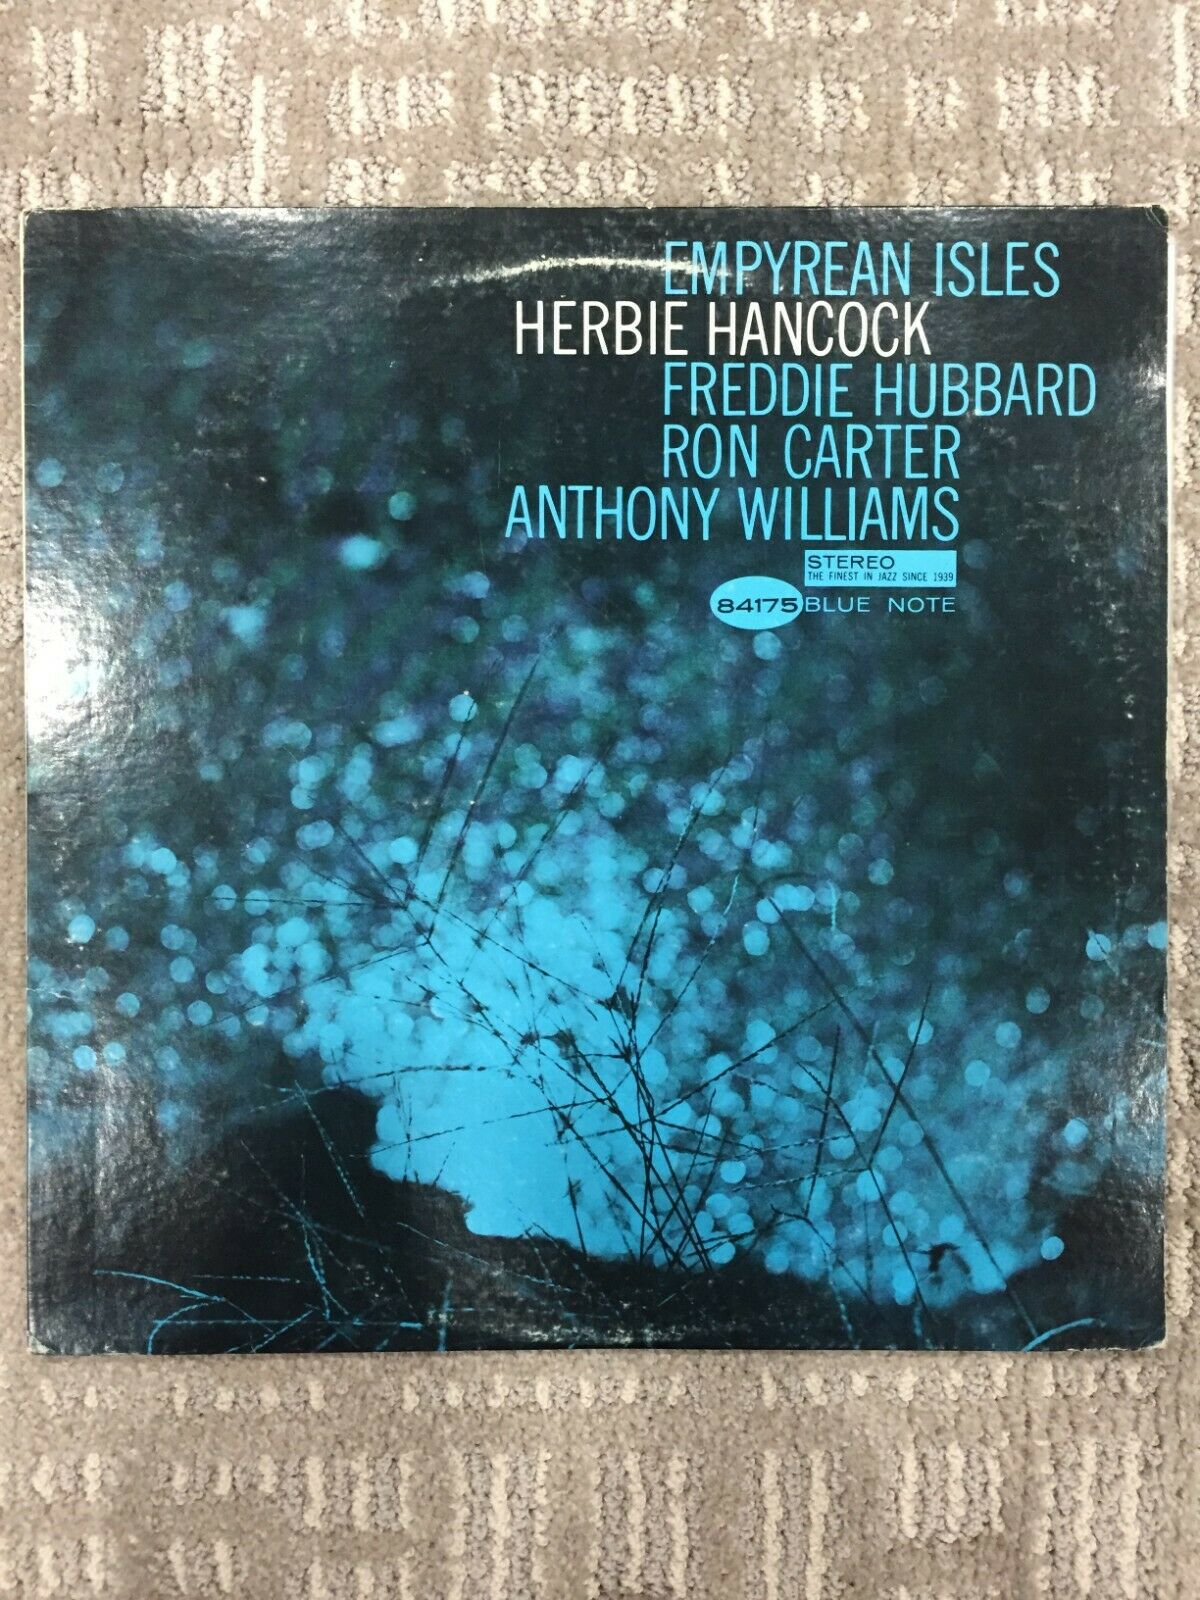 EMPYREAN ISLES
HERBIE HANCOCK
FREDDIE HUBBARD
RON CARTER
ANTHONY WILLIAMS
STEREO
THE FINEST IN JAZZ SINCE 1939
84175 BLUE NOTE